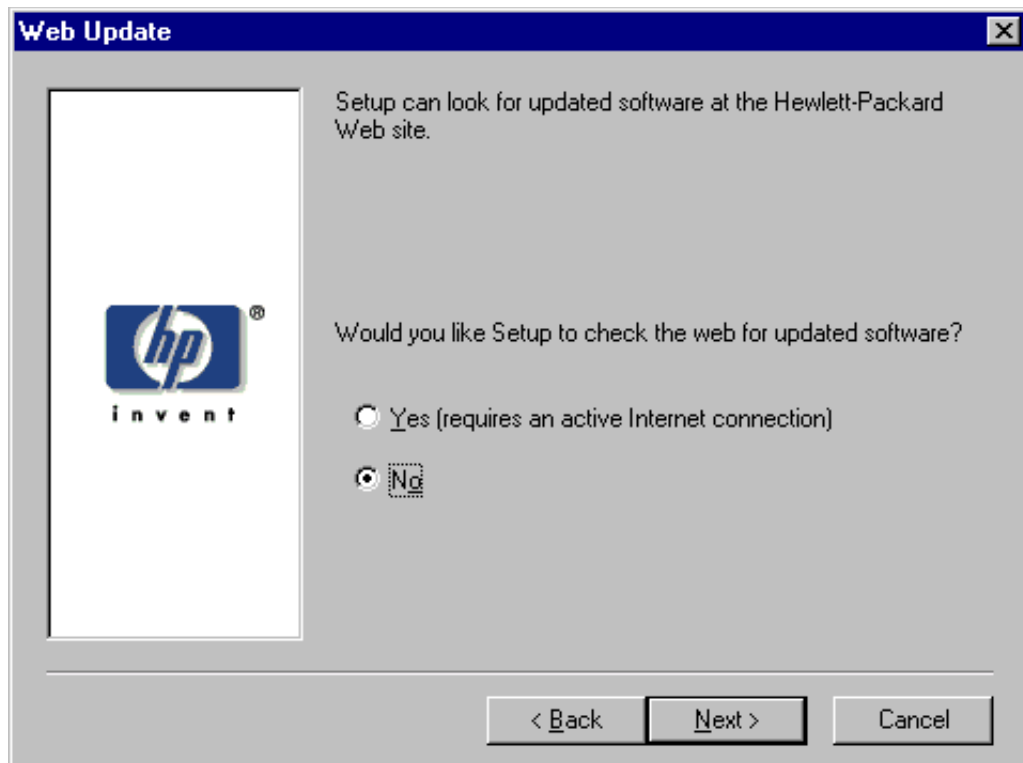 Web Update
Setup can look for updated software at the Hewlett-Packard
Web site.
hp
®
invent
Would you like Setup to check the web for updated software?
Yes (requires an active Internet connection)
No
< Back
Next >
Cancel